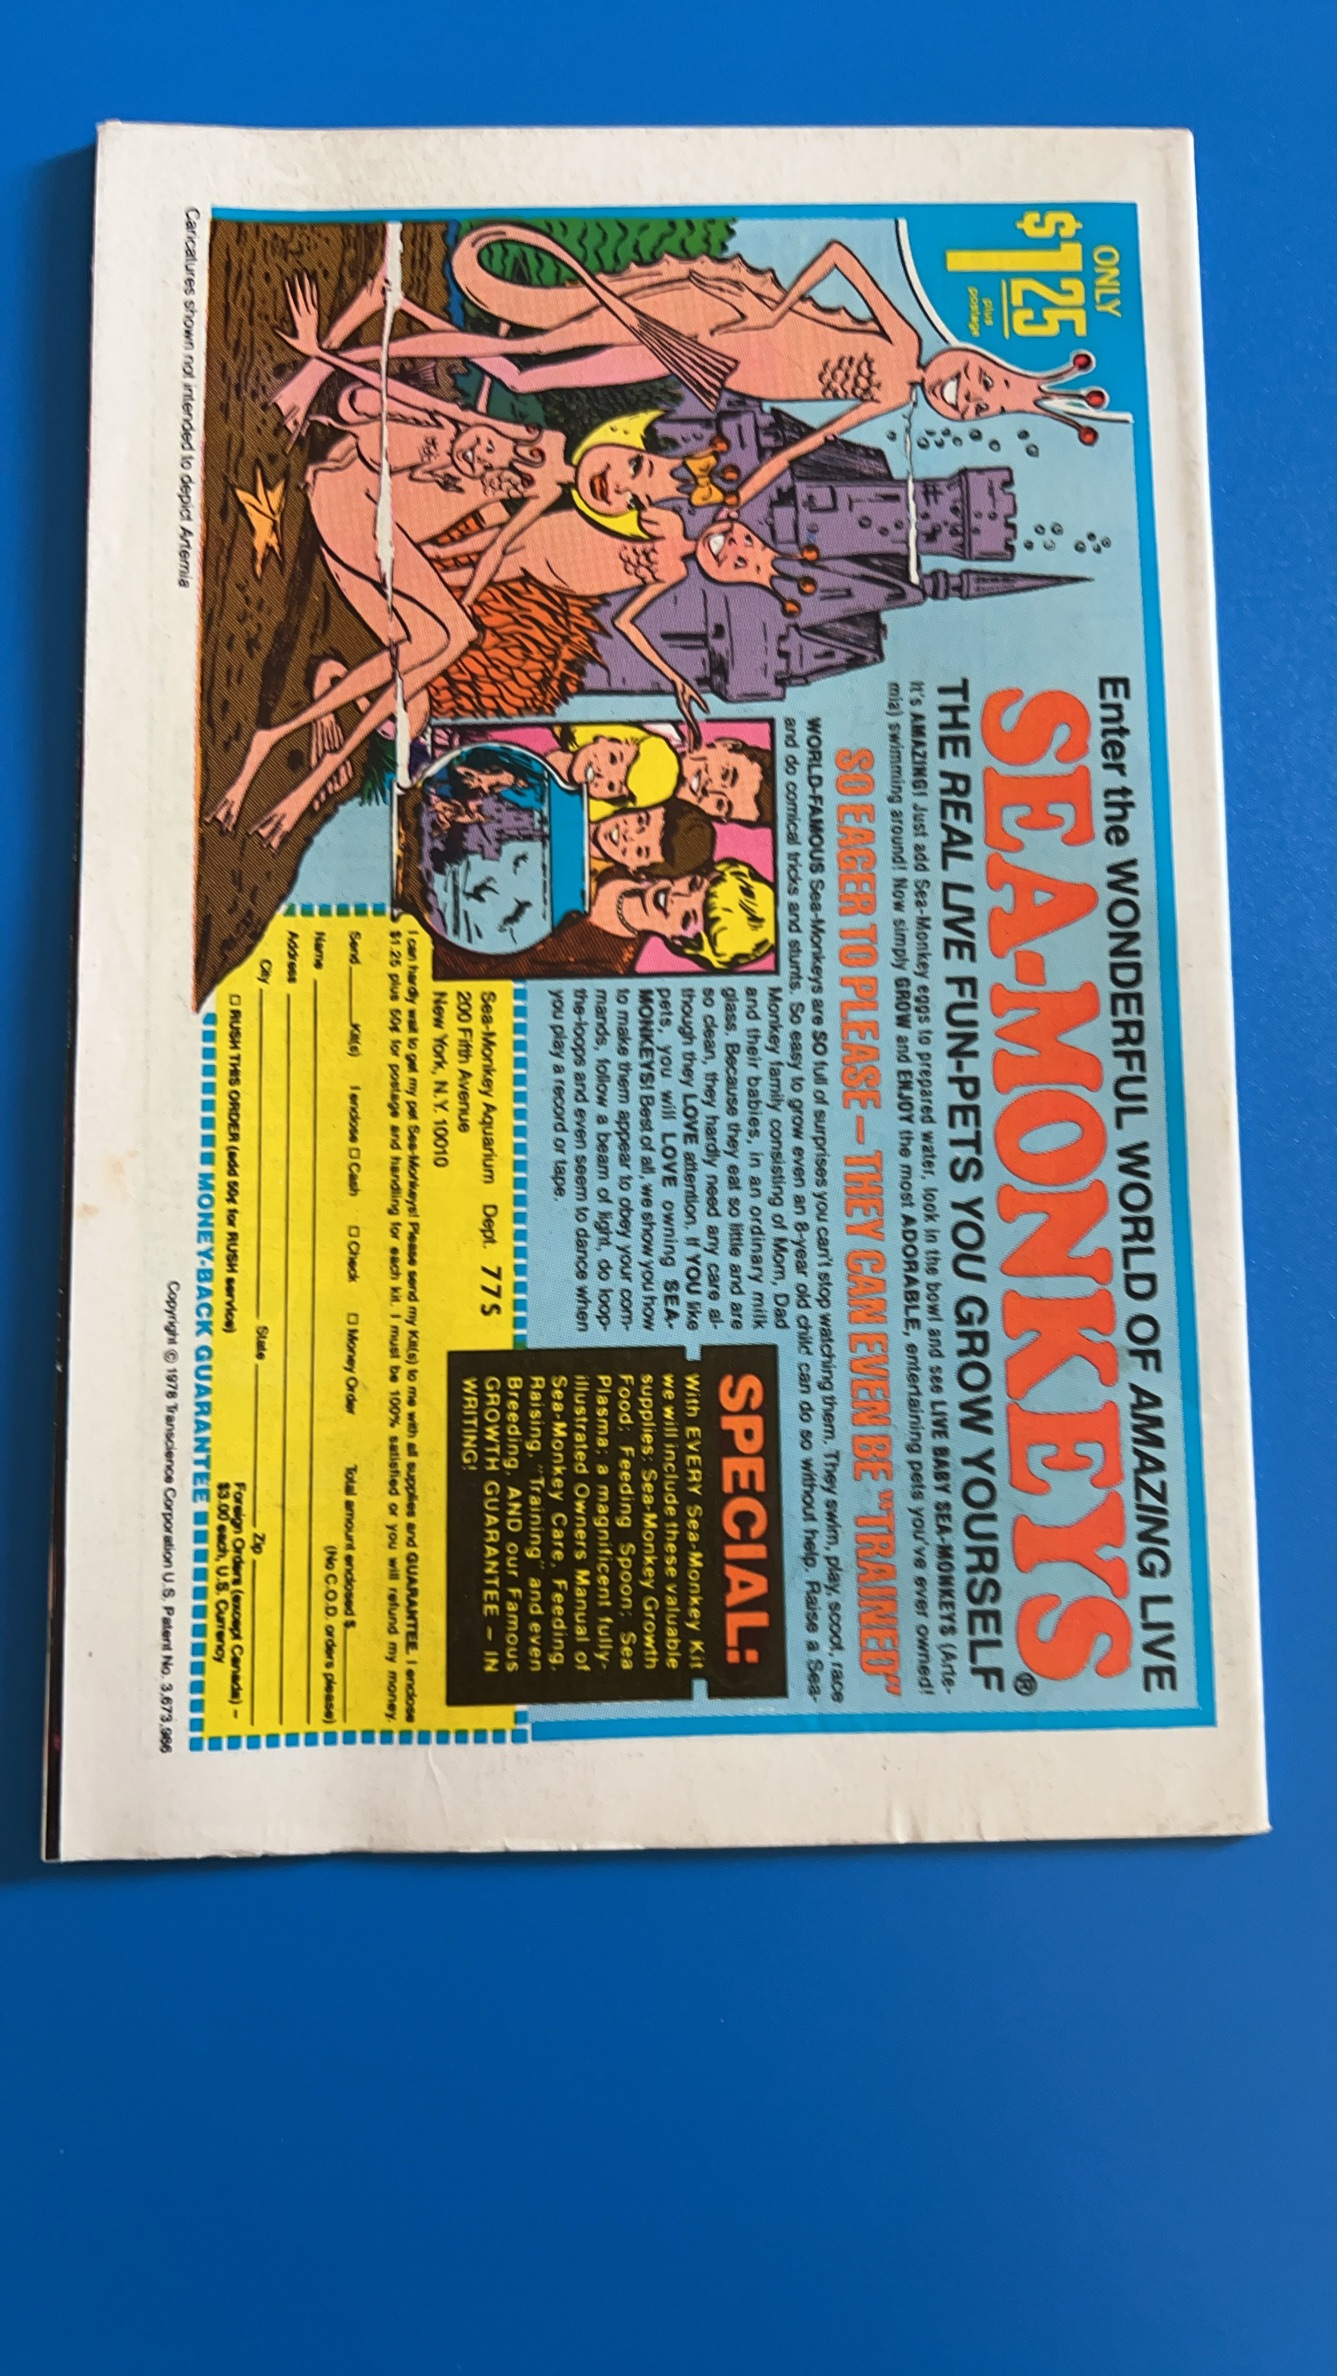 ONLY
$1.25
plus
postage
Enter the WONDERFUL WORLD OF AMAZING LIVE
SEA-MONKEYS®
THE REAL LIVE FUN-PETS YOU GROW YOURSELF
It's AMAZING! Just add Sea-Monkey eggs to prepared water, look in the bowl and see LIVE BABY SEA-MONKEYS (Arte-
mia) swimming around! Now simply GROW and ENJOY the most ADORABLE, entertaining pets you've ever owned!
SO EAGER TO PLEASE — THEY CAN EVEN BE "TRAINED"
WORLD-FAMOUS Sea-Monkeys are SO full of surprises you can't stop watching them. They swim, play, scoot, race
and do comical tricks and stunts. So easy to grow even an 8-year old child can do so without help. Raise a Sea-
Monkey family consisting of Mom, Dad
and their babies, in an ordinary milk
glass. Because they eat so little and are
so clean, they hardly need any care al-
though they LOVE attention. If YOU like
pets, you will LOVE owning SEA-
MONKEYS! Best of all, we show you how
to make them appear to obey your com-
mands, follow a beam of light, do loop-
the-loops and even seem to dance when
you play a record or tape.
SPECIAL:
With EVERY Sea-Monkey Kit
we will include these valuable
supplies: Sea-Monkey Growth
Food; Feeding Spoon; Sea
Plasma; a magnificent fully-
illustrated Owners Manual of
Sea-Monkey Care, Feeding,
Raising, "Training" and even
Breeding, AND our Famous
GROWTH GUARANTEE — IN
WRITING!
Sea-Monkey Aquarium Dept. 77S
200 Fifth Avenue
New York, N.Y. 10010
I can hardly wait to get my pet Sea-Monkeys! Please send my Kit(s) to me with all supplies and GUARANTEE. I enclose
$1.25 plus 50¢ for postage and handling for each kit. I must be 100% satisfied or you will refund my money.
Send ____ Kit(s) I enclose □ Cash □ Check □ Money Order Total amount enclosed $____
(No C.O.D. orders please)
Name
Address
City State Zip
□ RUSH THIS ORDER (add 50¢ for RUSH service)
Foreign Orders (except Canada) —
$3.00 each, U.S. Currency
MONEY-BACK GUARANTEE
Caricatures shown not intended to depict Artemia
Copyright © 1978 Transcience Corporation U.S. Patent No. 3,673,986